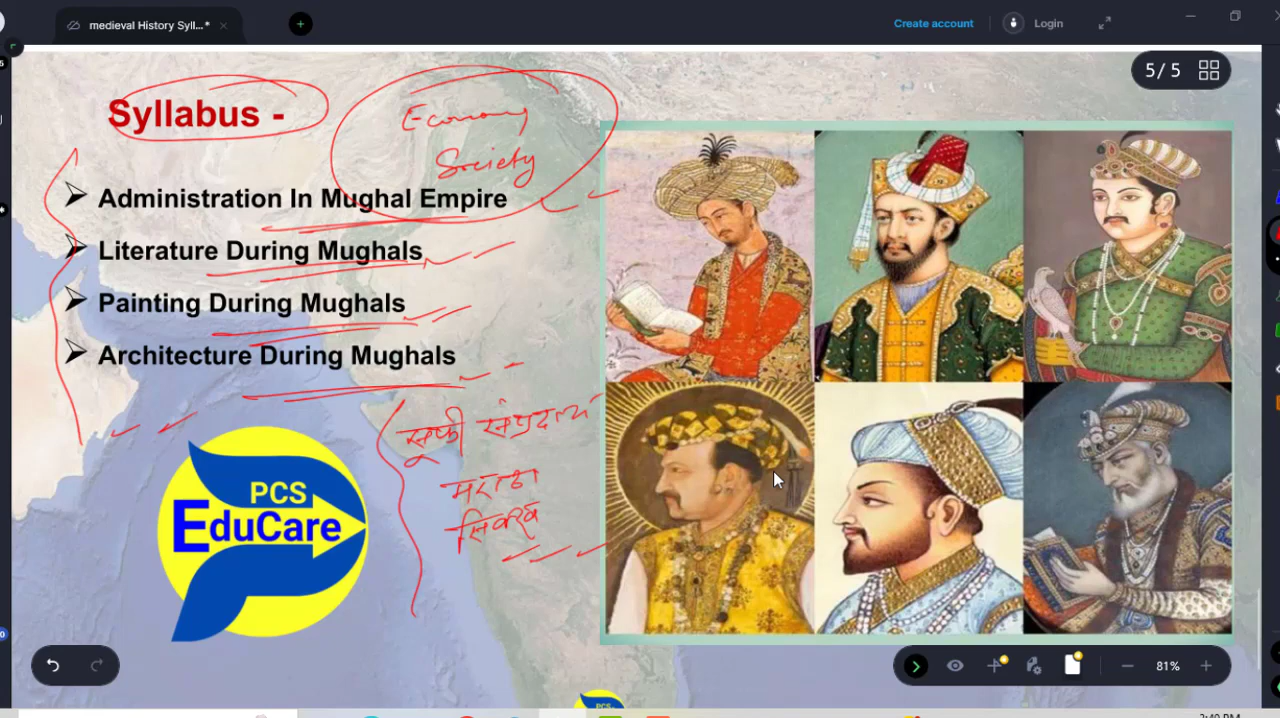 medieval History Syll...*
Create account
Login
5/5
Syllabus -
Economy
Society
Administration In Mughal Empire
Literature During Mughals
Painting During Mughals
Architecture During Mughals
सूफी संप्रदाय
मराठा
सिक्ख
PCS
EduCare
81%
PCS